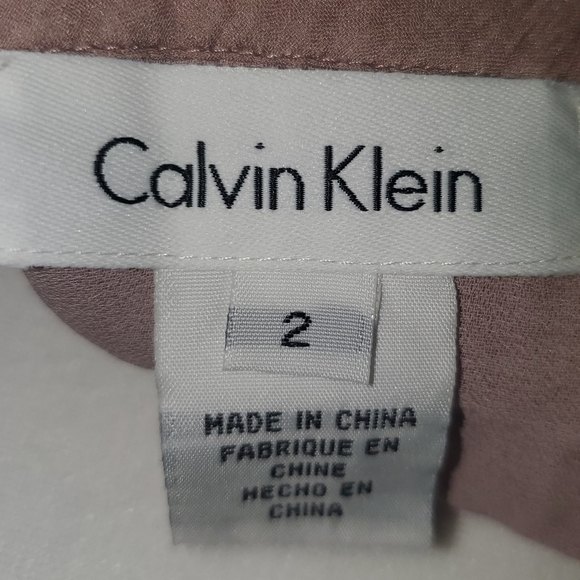 Calvin Klein
2
MADE IN CHINA
FABRIQUE EN
CHINE
HECHO EN
CHINA